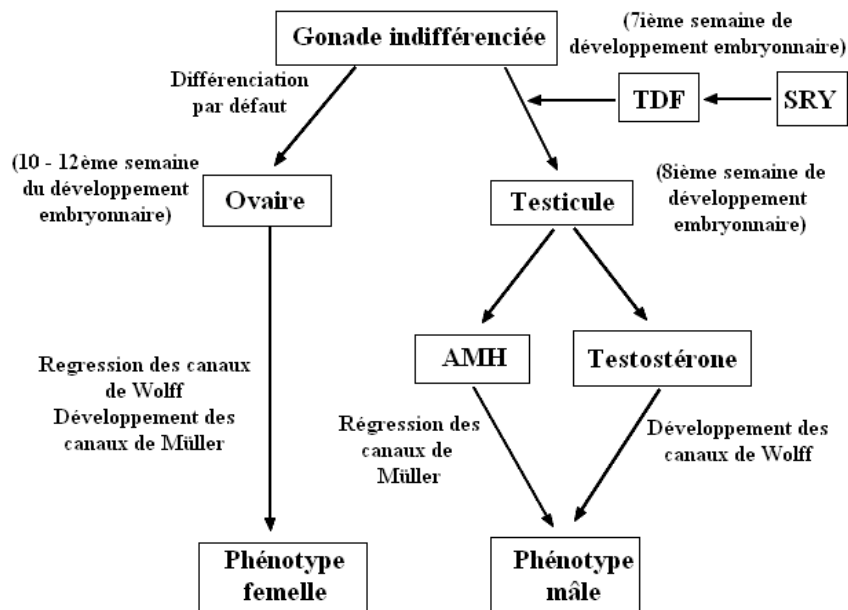 Gonade indifférenciée
(7ième semaine de
développement embryonnaire)
Différenciation
par défaut
TDF
SRY
(10 - 12ème semaine
du développement
embryonnaire)
Ovaire
Testicule
(8ième semaine de
développement
embryonnaire)
AMH
Testostérone
Regression des canaux
de Wolff
Développement des
canaux de Müller
Régression des
canaux de
Müller
Développement des
canaux de Wolff
Phénotype
femelle
Phénotype
mâle